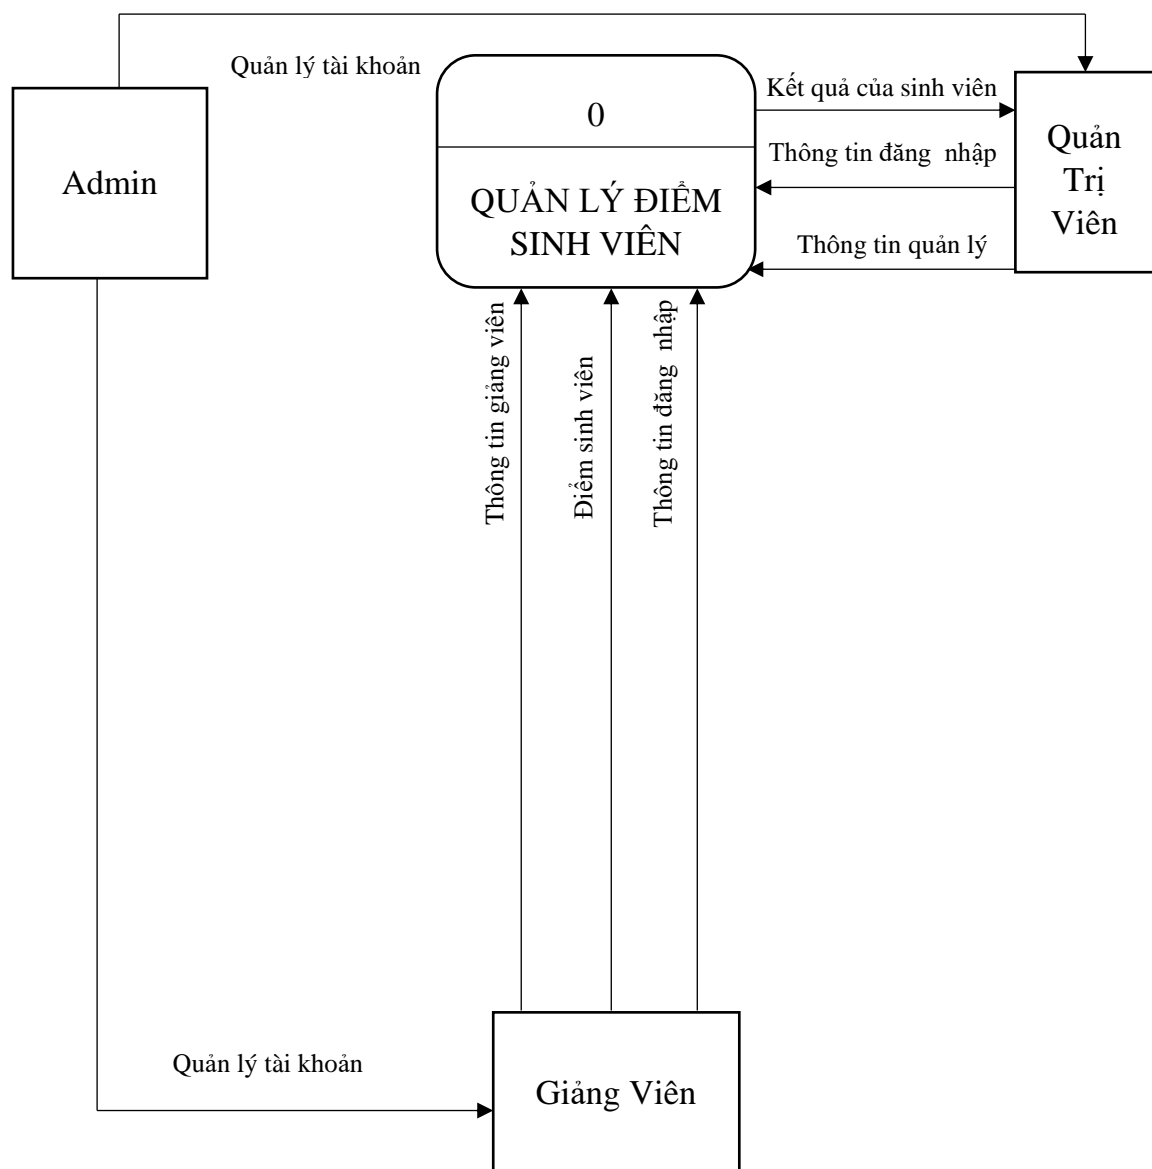 Quản lý tài khoản
0
QUẢN LÝ ĐIỂM
SINH VIÊN
Admin
Kết quả của sinh viên
Thông tin đăng  nhập
Thông tin quản lý
Quản
Trị
Viên
Thông tin giảng viên
Điểm sinh viên
Thông tin đăng  nhập
Quản lý tài khoản
Giảng Viên